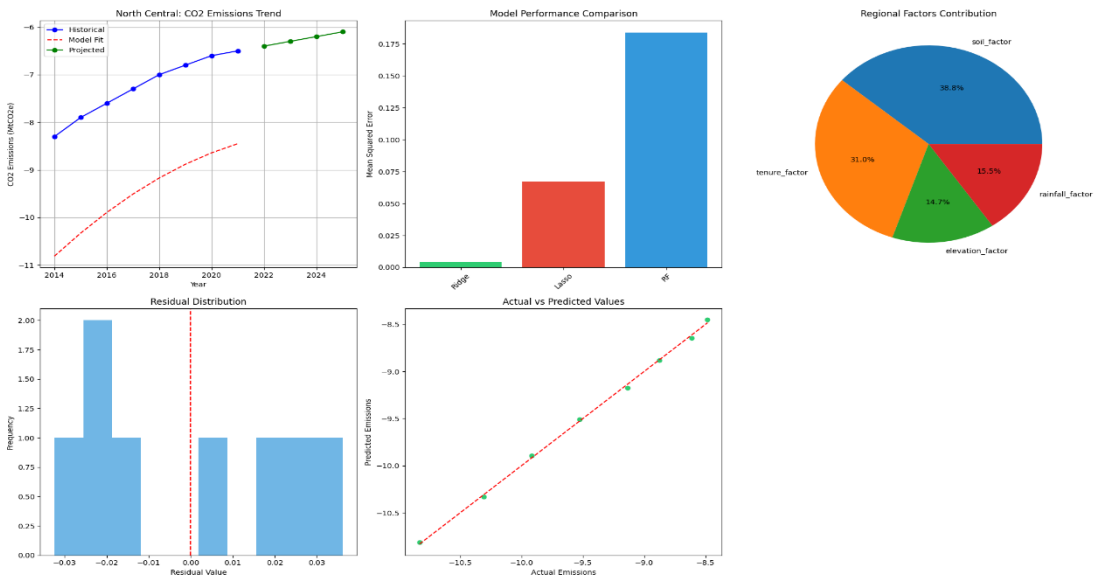 North Central: CO2 Emissions Trend
CO2 Emissions (MtCO2e)
−6
−7
−8
−9
−10
−11
Historical
Model Fit
Projected
2014 2016 2018 2020 2022 2024
Year
Model Performance Comparison
Mean Squared Error
0.175
0.150
0.125
0.100
0.075
0.050
0.025
0.000
Ridge Lasso RF
Regional Factors Contribution
soil_factor
38.8%
tenure_factor
31.0%
elevation_factor
14.7%
rainfall_factor
15.5%
Residual Distribution
Frequency
2.00
1.75
1.50
1.25
1.00
0.75
0.50
0.25
0.00
−0.03 −0.02 −0.01 0.00 0.01 0.02 0.03
Residual Value
Actual vs Predicted Values
Predicted Emissions
−8.5
−9.0
−9.5
−10.0
−10.5
−10.5 −10.0 −9.5 −9.0 −8.5
Actual Emissions